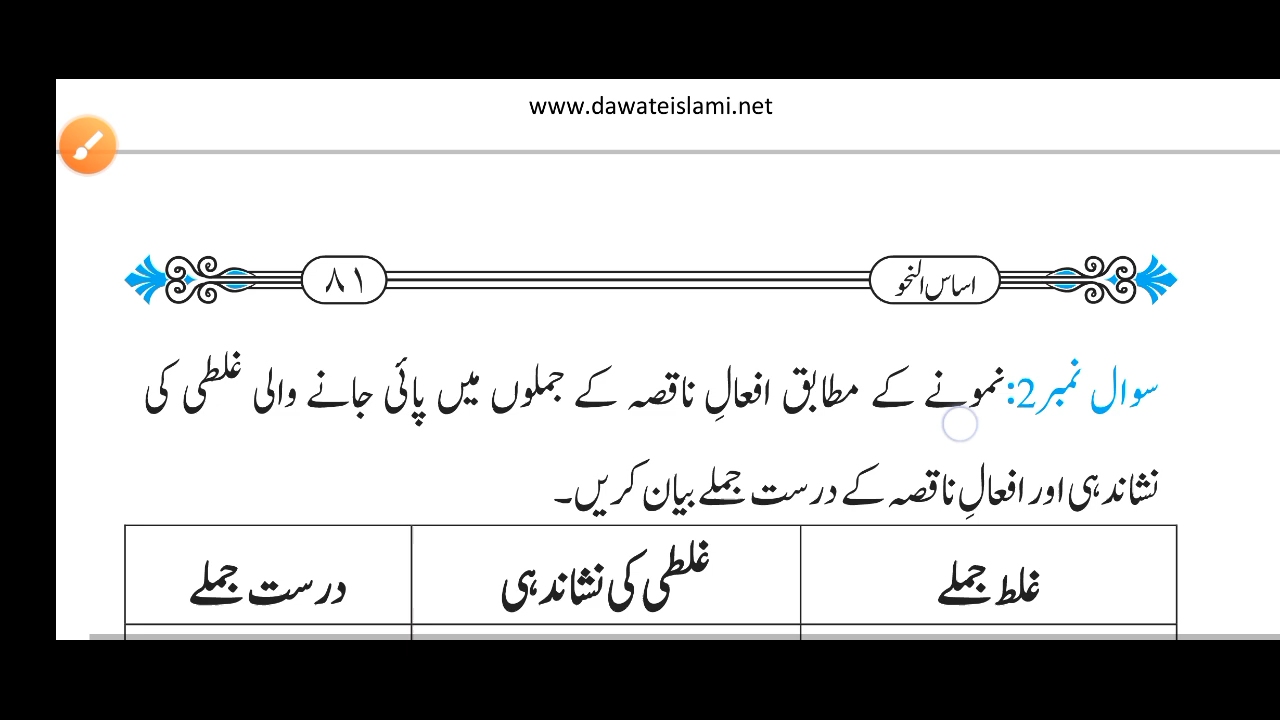 www.dawateislami.net
اساس النحو
٨١
سوال نمبر2: نمونے کے مطابق افعالِ ناقصہ کے جملوں میں پائی جانے والی غلطی کی
نشاندہی اور افعالِ ناقصہ کے درست جملے بیان کریں۔
غلط جملے
غلطی کی نشاندہی
درست جملے